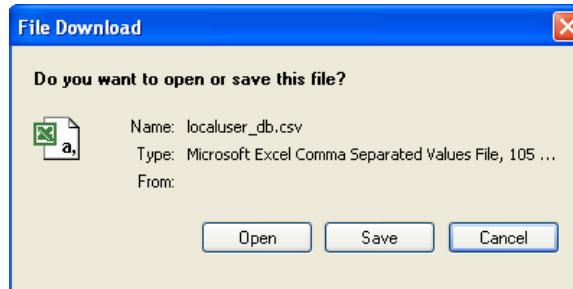 File Download
Do you want to open or save this file?
a,
Name: localuser_db.csv
Type: Microsoft Excel Comma Separated Values File, 105 ...
From:
Open Save Cancel